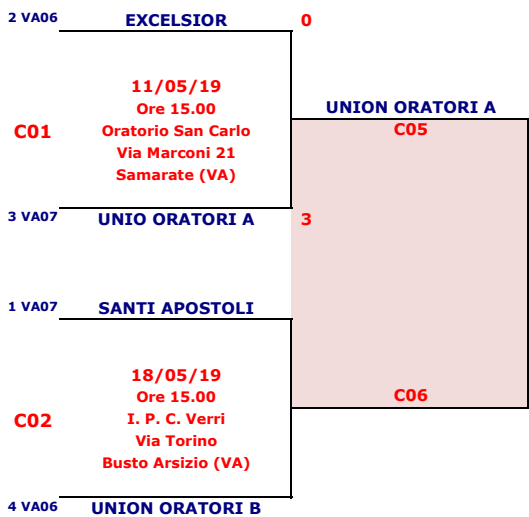 2 VA06 EXCELSIOR 0
11/05/19
Ore 15.00
UNION ORATORI A
C01
Oratorio San Carlo
C05
Via Marconi 21
Samarate (VA)
3 VA07 UNIO ORATORI A 3
1 VA07 SANTI APOSTOLI
18/05/19
Ore 15.00
C06
C02
I. P. C. Verri
Via Torino
Busto Arsizio (VA)
4 VA06 UNION ORATORI B